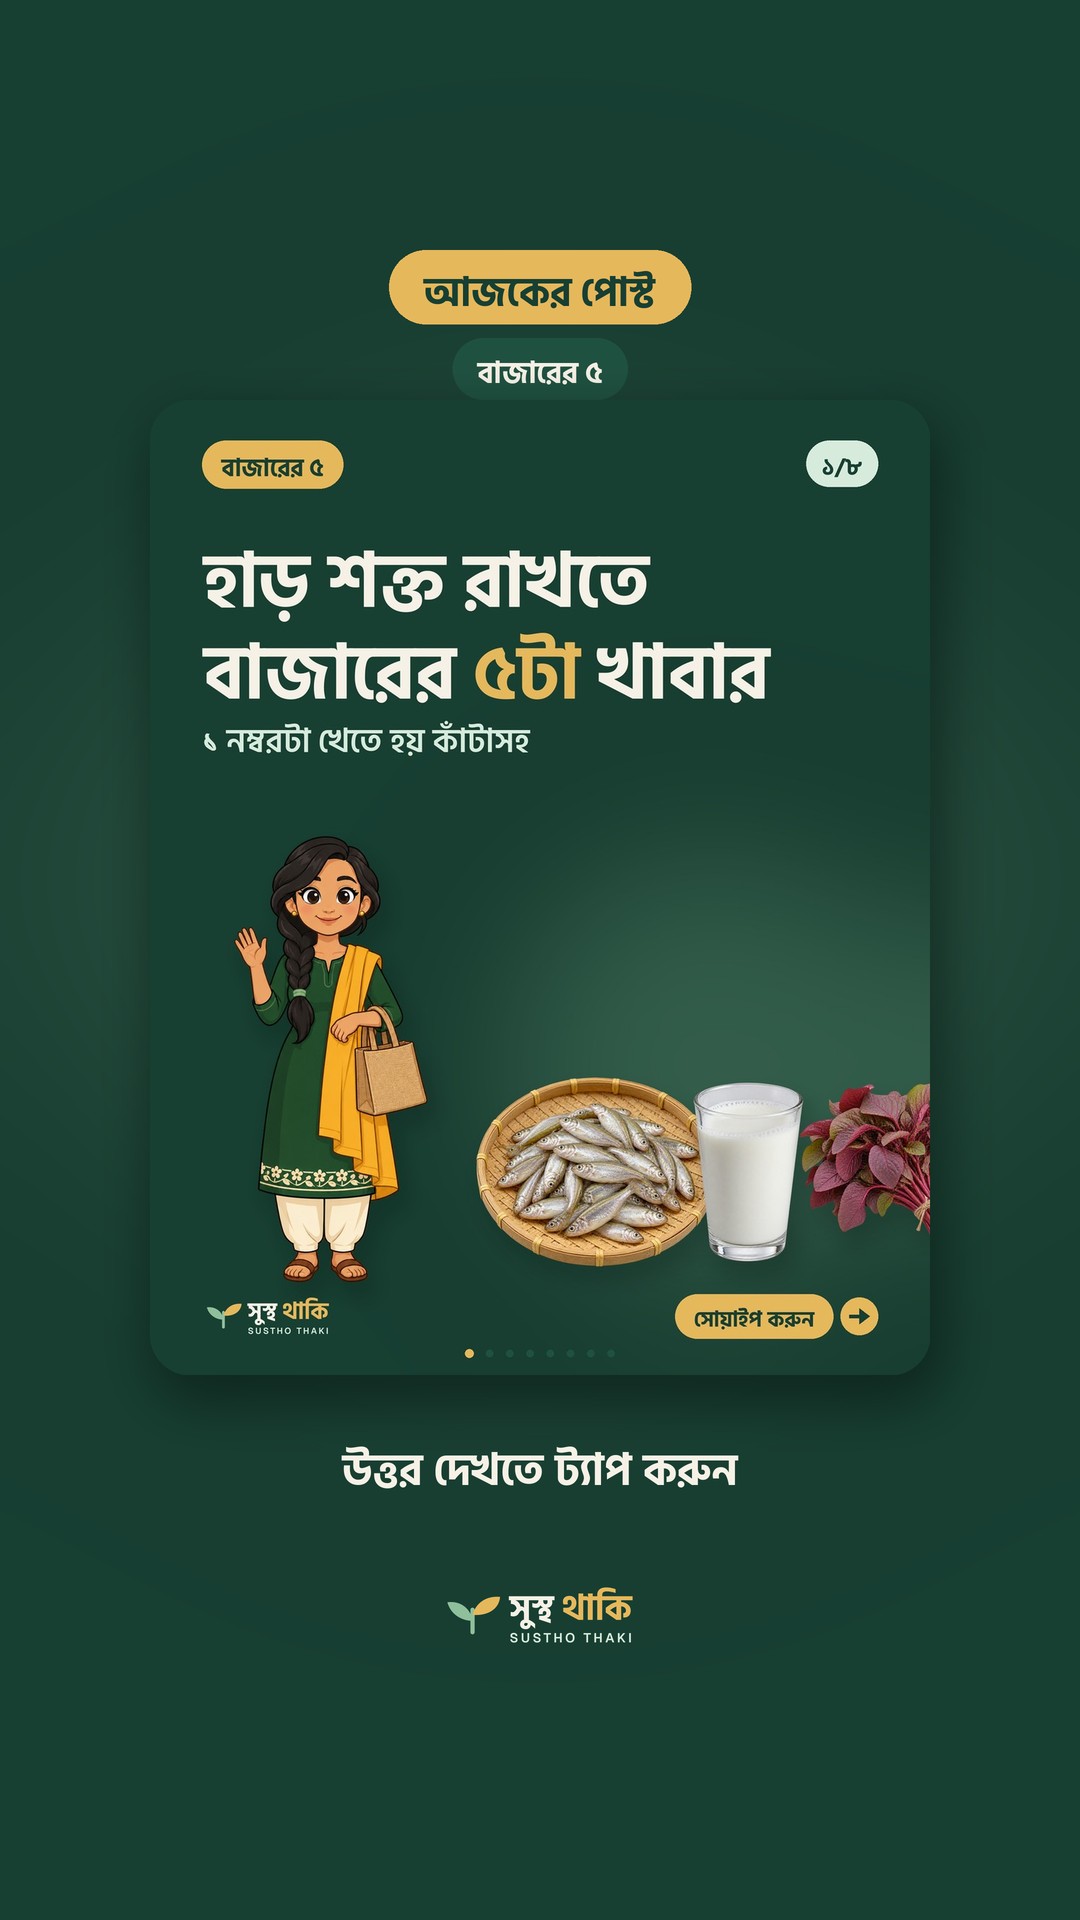 আজকের পোস্ট
বাজারের ৫
বাজারের ৫
১/৮
হাড় শক্ত রাখতে
বাজারের ৫টা খাবার
১ নম্বরটা খেতে হয় কাঁটাসহ
সুস্থ থাকি
SUSTHO THAKI
সোয়াইপ করুন
উত্তর দেখতে ট্যাপ করুন
সুস্থ থাকি
SUSTHO THAKI